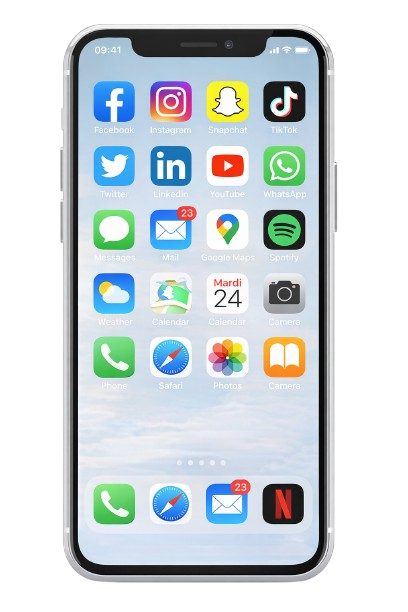 09:41
Facebook Instagram Snapchat TikTok
in
Twitter Linkedin YouTube WhatsApp
23
Messages Mail Google Maps Spotify
Mardi
24
Weather Calendar Calendar Camera
Phone Safari Photos Camera
23
N